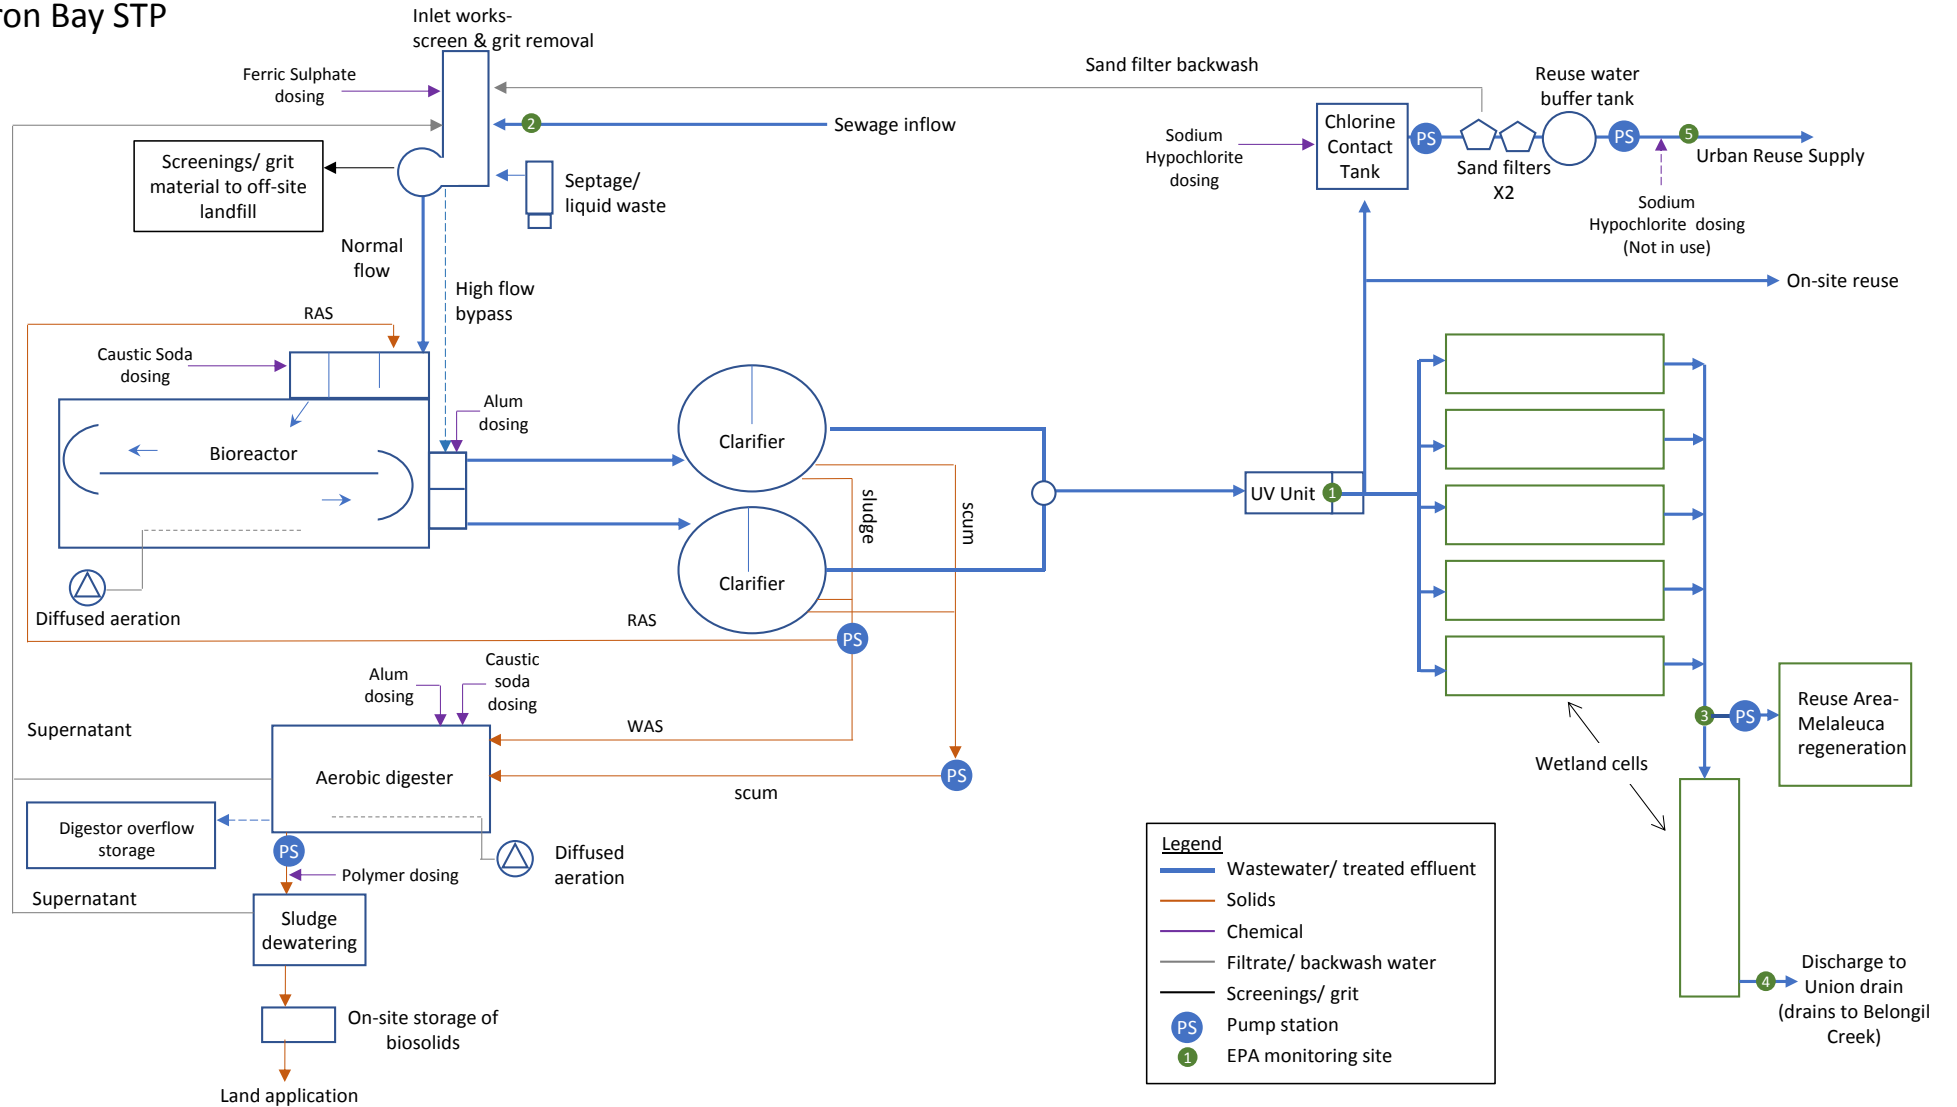 ron Bay STP
Inlet works-
screen & grit removal
Ferric Sulphate
dosing
Sand filter backwash
2
Sewage inflow
Screenings/ grit
material to off-site
landfill
Septage/
liquid waste
Sodium
Hypochlorite
dosing
Chlorine
Contact
Tank
PS
Sand filters
X2
Reuse water
buffer tank
PS
5
Urban Reuse Supply
Sodium
Hypochlorite dosing
(Not in use)
Normal
flow
High flow
bypass
On-site reuse
RAS
Caustic Soda
dosing
Alum
dosing
Bioreactor
Clarifier
Clarifier
sludge
scum
UV Unit
1
Diffused aeration
RAS
PS
Alum
dosing
Caustic
soda
dosing
Supernatant
WAS
Aerobic digester
scum
PS
Digestor overflow
storage
PS
Diffused
aeration
Polymer dosing
Supernatant
Sludge
dewatering
On-site storage of
biosolids
Land application
3
PS
Reuse Area-
Melaleuca
regeneration
Wetland cells
4
Discharge to
Union drain
(drains to Belongil
Creek)
Legend
Wastewater/ treated effluent
Solids
Chemical
Filtrate/ backwash water
Screenings/ grit
PS
Pump station
1
EPA monitoring site